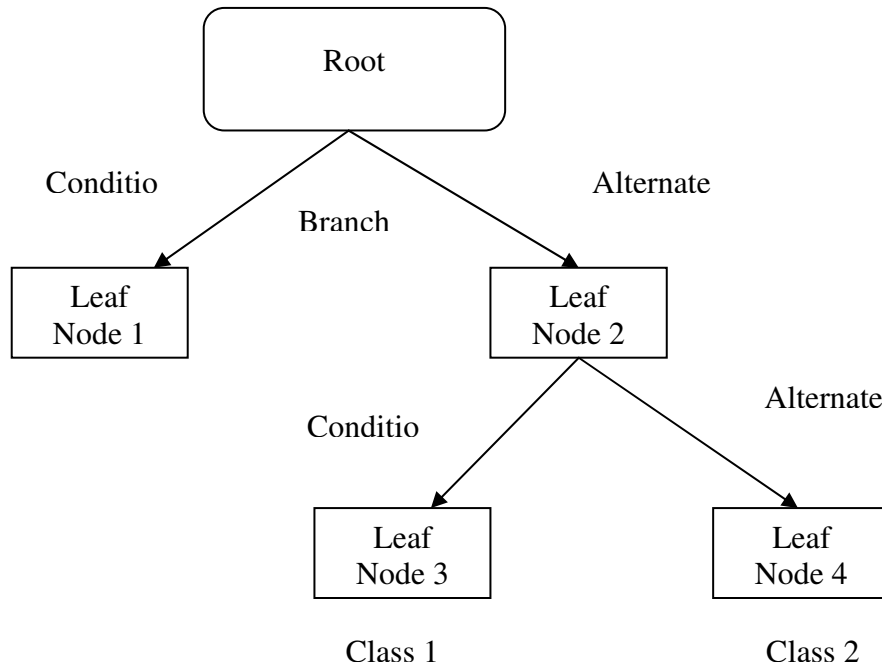 Root
Conditio
Alternate
Branch
Leaf
Node 1
Leaf
Node 2
Conditio
Alternate
Leaf
Node 3
Leaf
Node 4
Class 1
Class 2